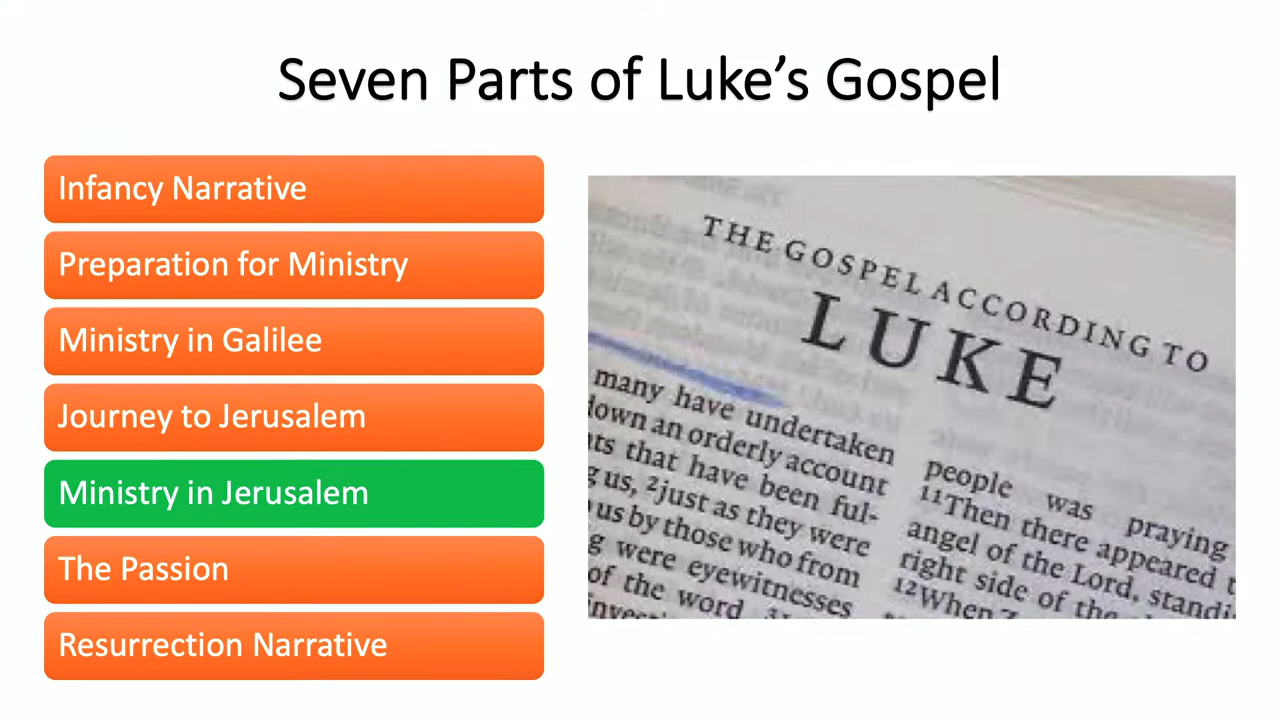 Seven Parts of Luke's Gospel
Infancy Narrative
Preparation for Ministry
Ministry in Galilee
Journey to Jerusalem
Ministry in Jerusalem
The Passion
Resurrection Narrative
THE GOSPEL ACCORDING TO
LUKE
many have undertaken
down an orderly account
that have been ful-
us, 2just as they were
us by those who from
were eyewitnesses
of the word
people was praying
11Then there appeared
angel of the Lord,
right side of the
12When